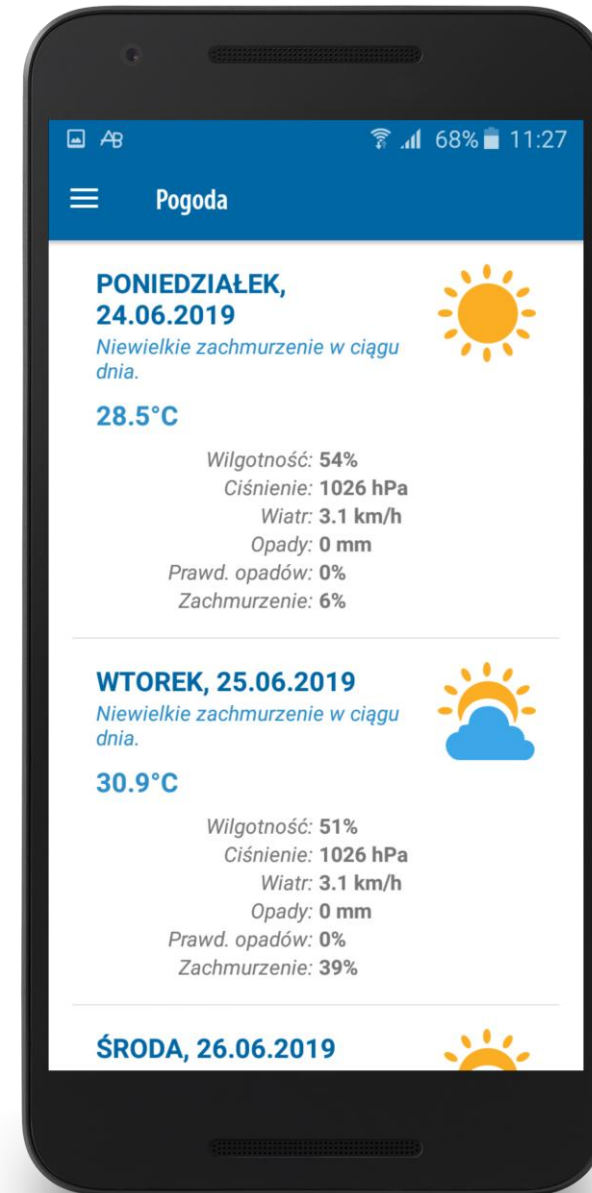 AB 68% 11:27
Pogoda
PONIEDZIAŁEK,
24.06.2019
Niewielkie zachmurzenie w ciągu
dnia.
28.5°C
Wilgotność: 54%
Ciśnienie: 1026 hPa
Wiatr: 3.1 km/h
Opady: 0 mm
Prawd. opadów: 0%
Zachmurzenie: 6%
WTOREK, 25.06.2019
Niewielkie zachmurzenie w ciągu
dnia.
30.9°C
Wilgotność: 51%
Ciśnienie: 1026 hPa
Wiatr: 3.1 km/h
Opady: 0 mm
Prawd. opadów: 0%
Zachmurzenie: 39%
ŚRODA, 26.06.2019